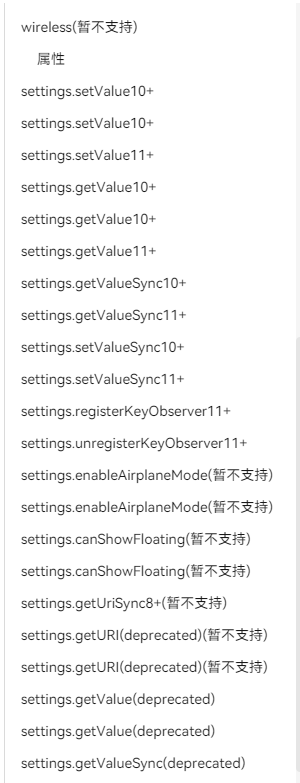 wireless(暂不支持)
属性
settings.setValue10+
settings.setValue10+
settings.setValue11+
settings.getValue10+
settings.getValue10+
settings.getValue11+
settings.getValueSync10+
settings.getValueSync11+
settings.setValueSync10+
settings.setValueSync11+
settings.registerKeyObserver11+
settings.unregisterKeyObserver11+
settings.enableAirplaneMode(暂不支持)
settings.enableAirplaneMode(暂不支持)
settings.canShowFloating(暂不支持)
settings.canShowFloating(暂不支持)
settings.getUriSync8+(暂不支持)
settings.getURI(deprecated)(暂不支持)
settings.getURI(deprecated)(暂不支持)
settings.getValue(deprecated)
settings.getValue(deprecated)
settings.getValueSync(deprecated)